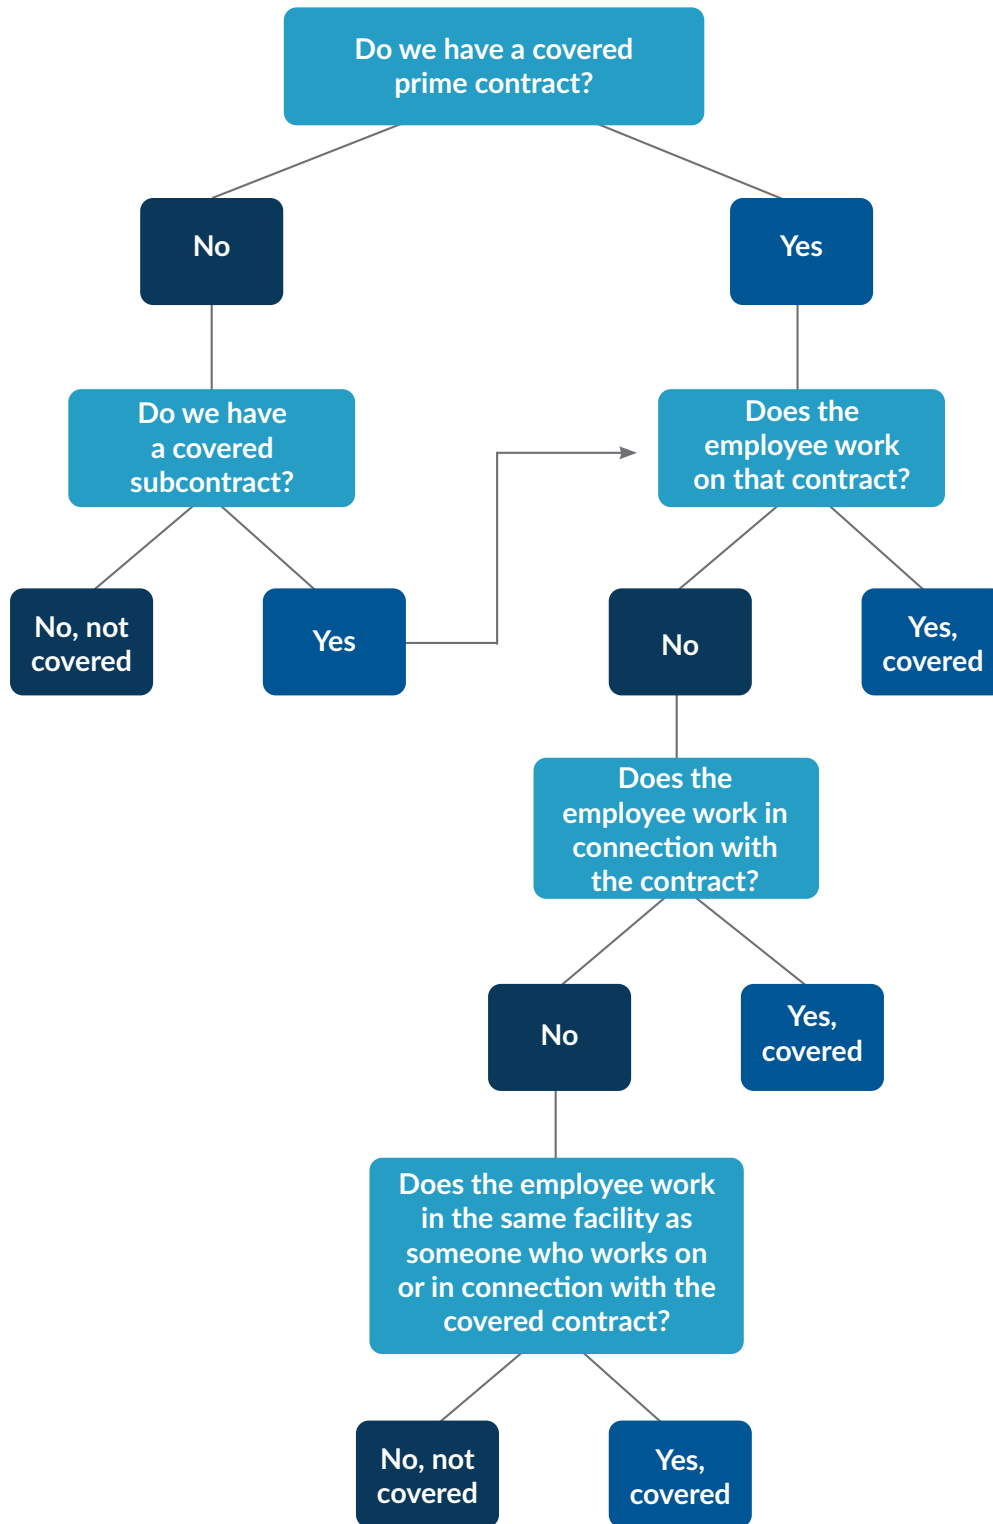 Do we have a covered
prime contract?
No
Yes
Do we have
a covered
subcontract?
Does the
employee work
on that contract?
No, not
covered
Yes
No
Yes,
covered
Does the
employee work in
connection with
the contract?
No
Yes,
covered
Does the employee work
in the same facility as
someone who works on
or in connection with the
covered contract?
No, not
covered
Yes,
covered